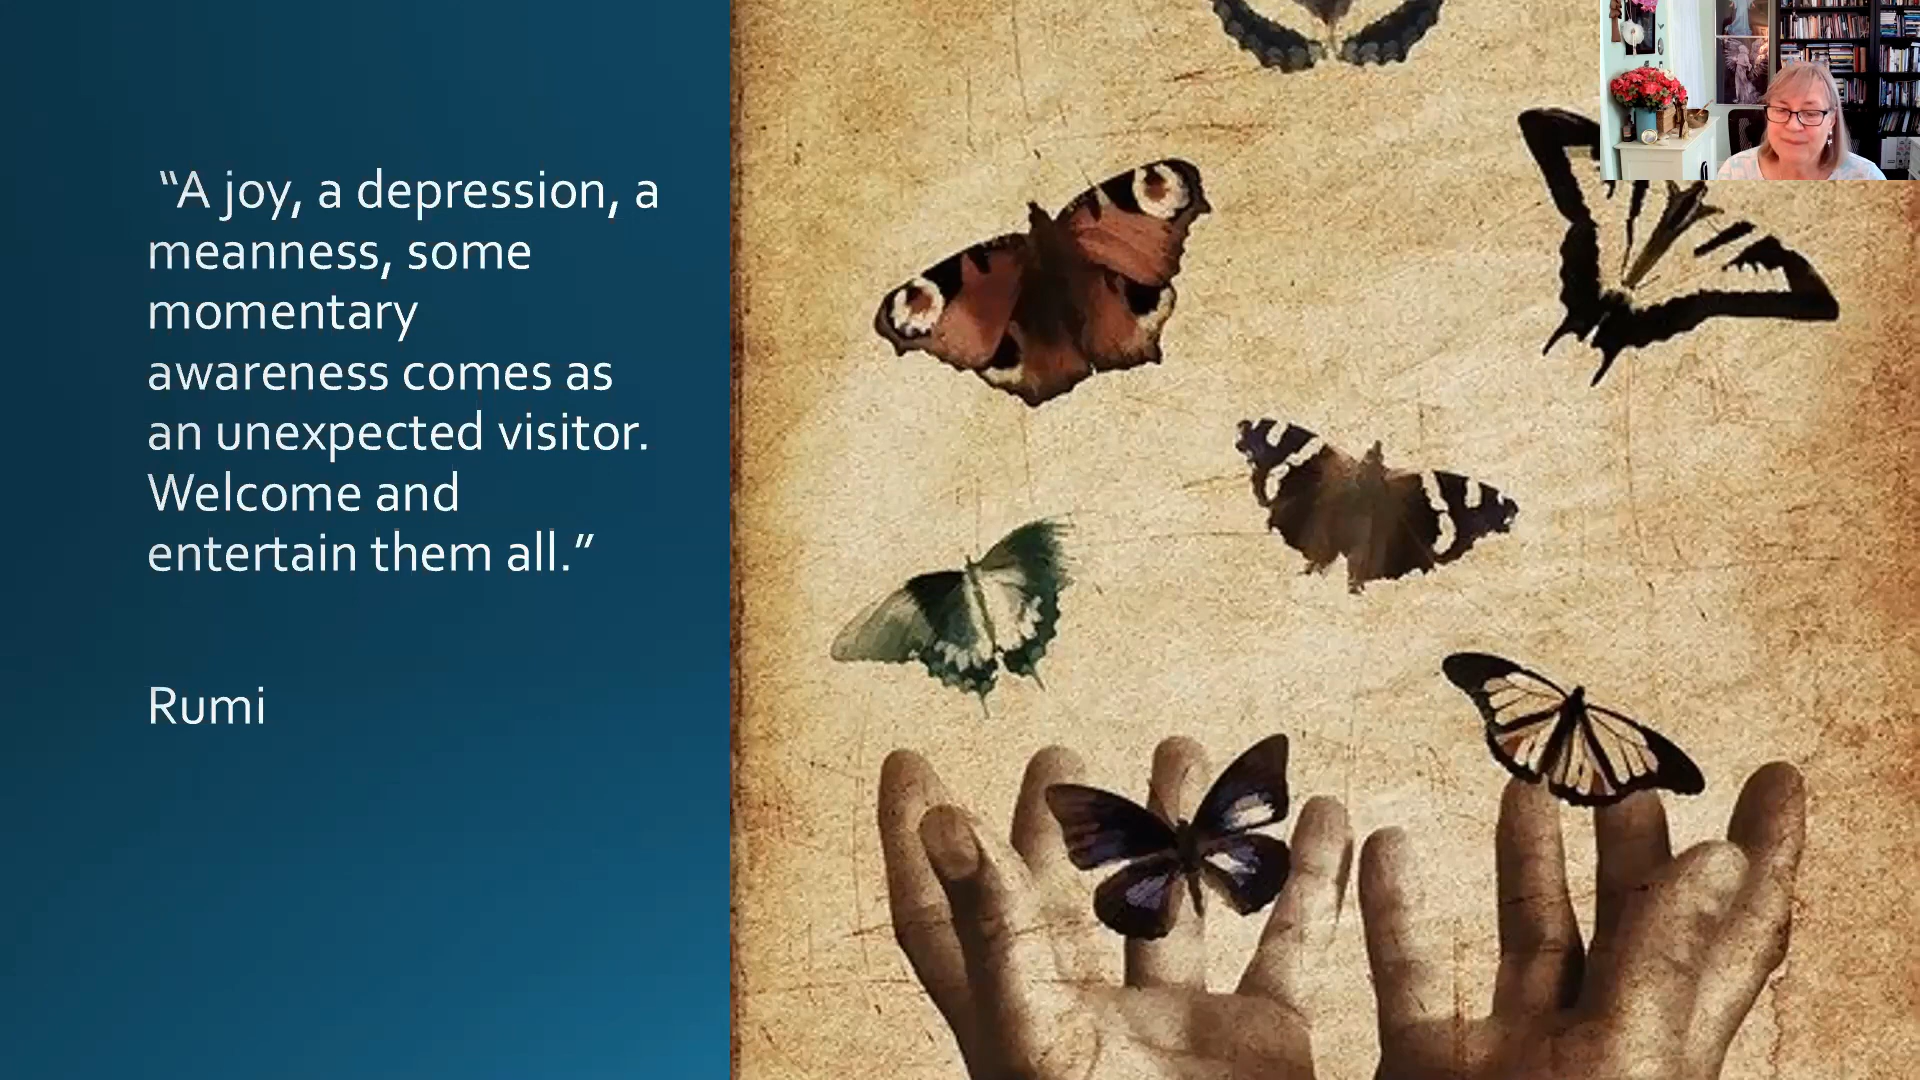 “A joy, a depression, a
meanness, some
momentary
awareness comes as
an unexpected visitor.
Welcome and
entertain them all.”
Rumi